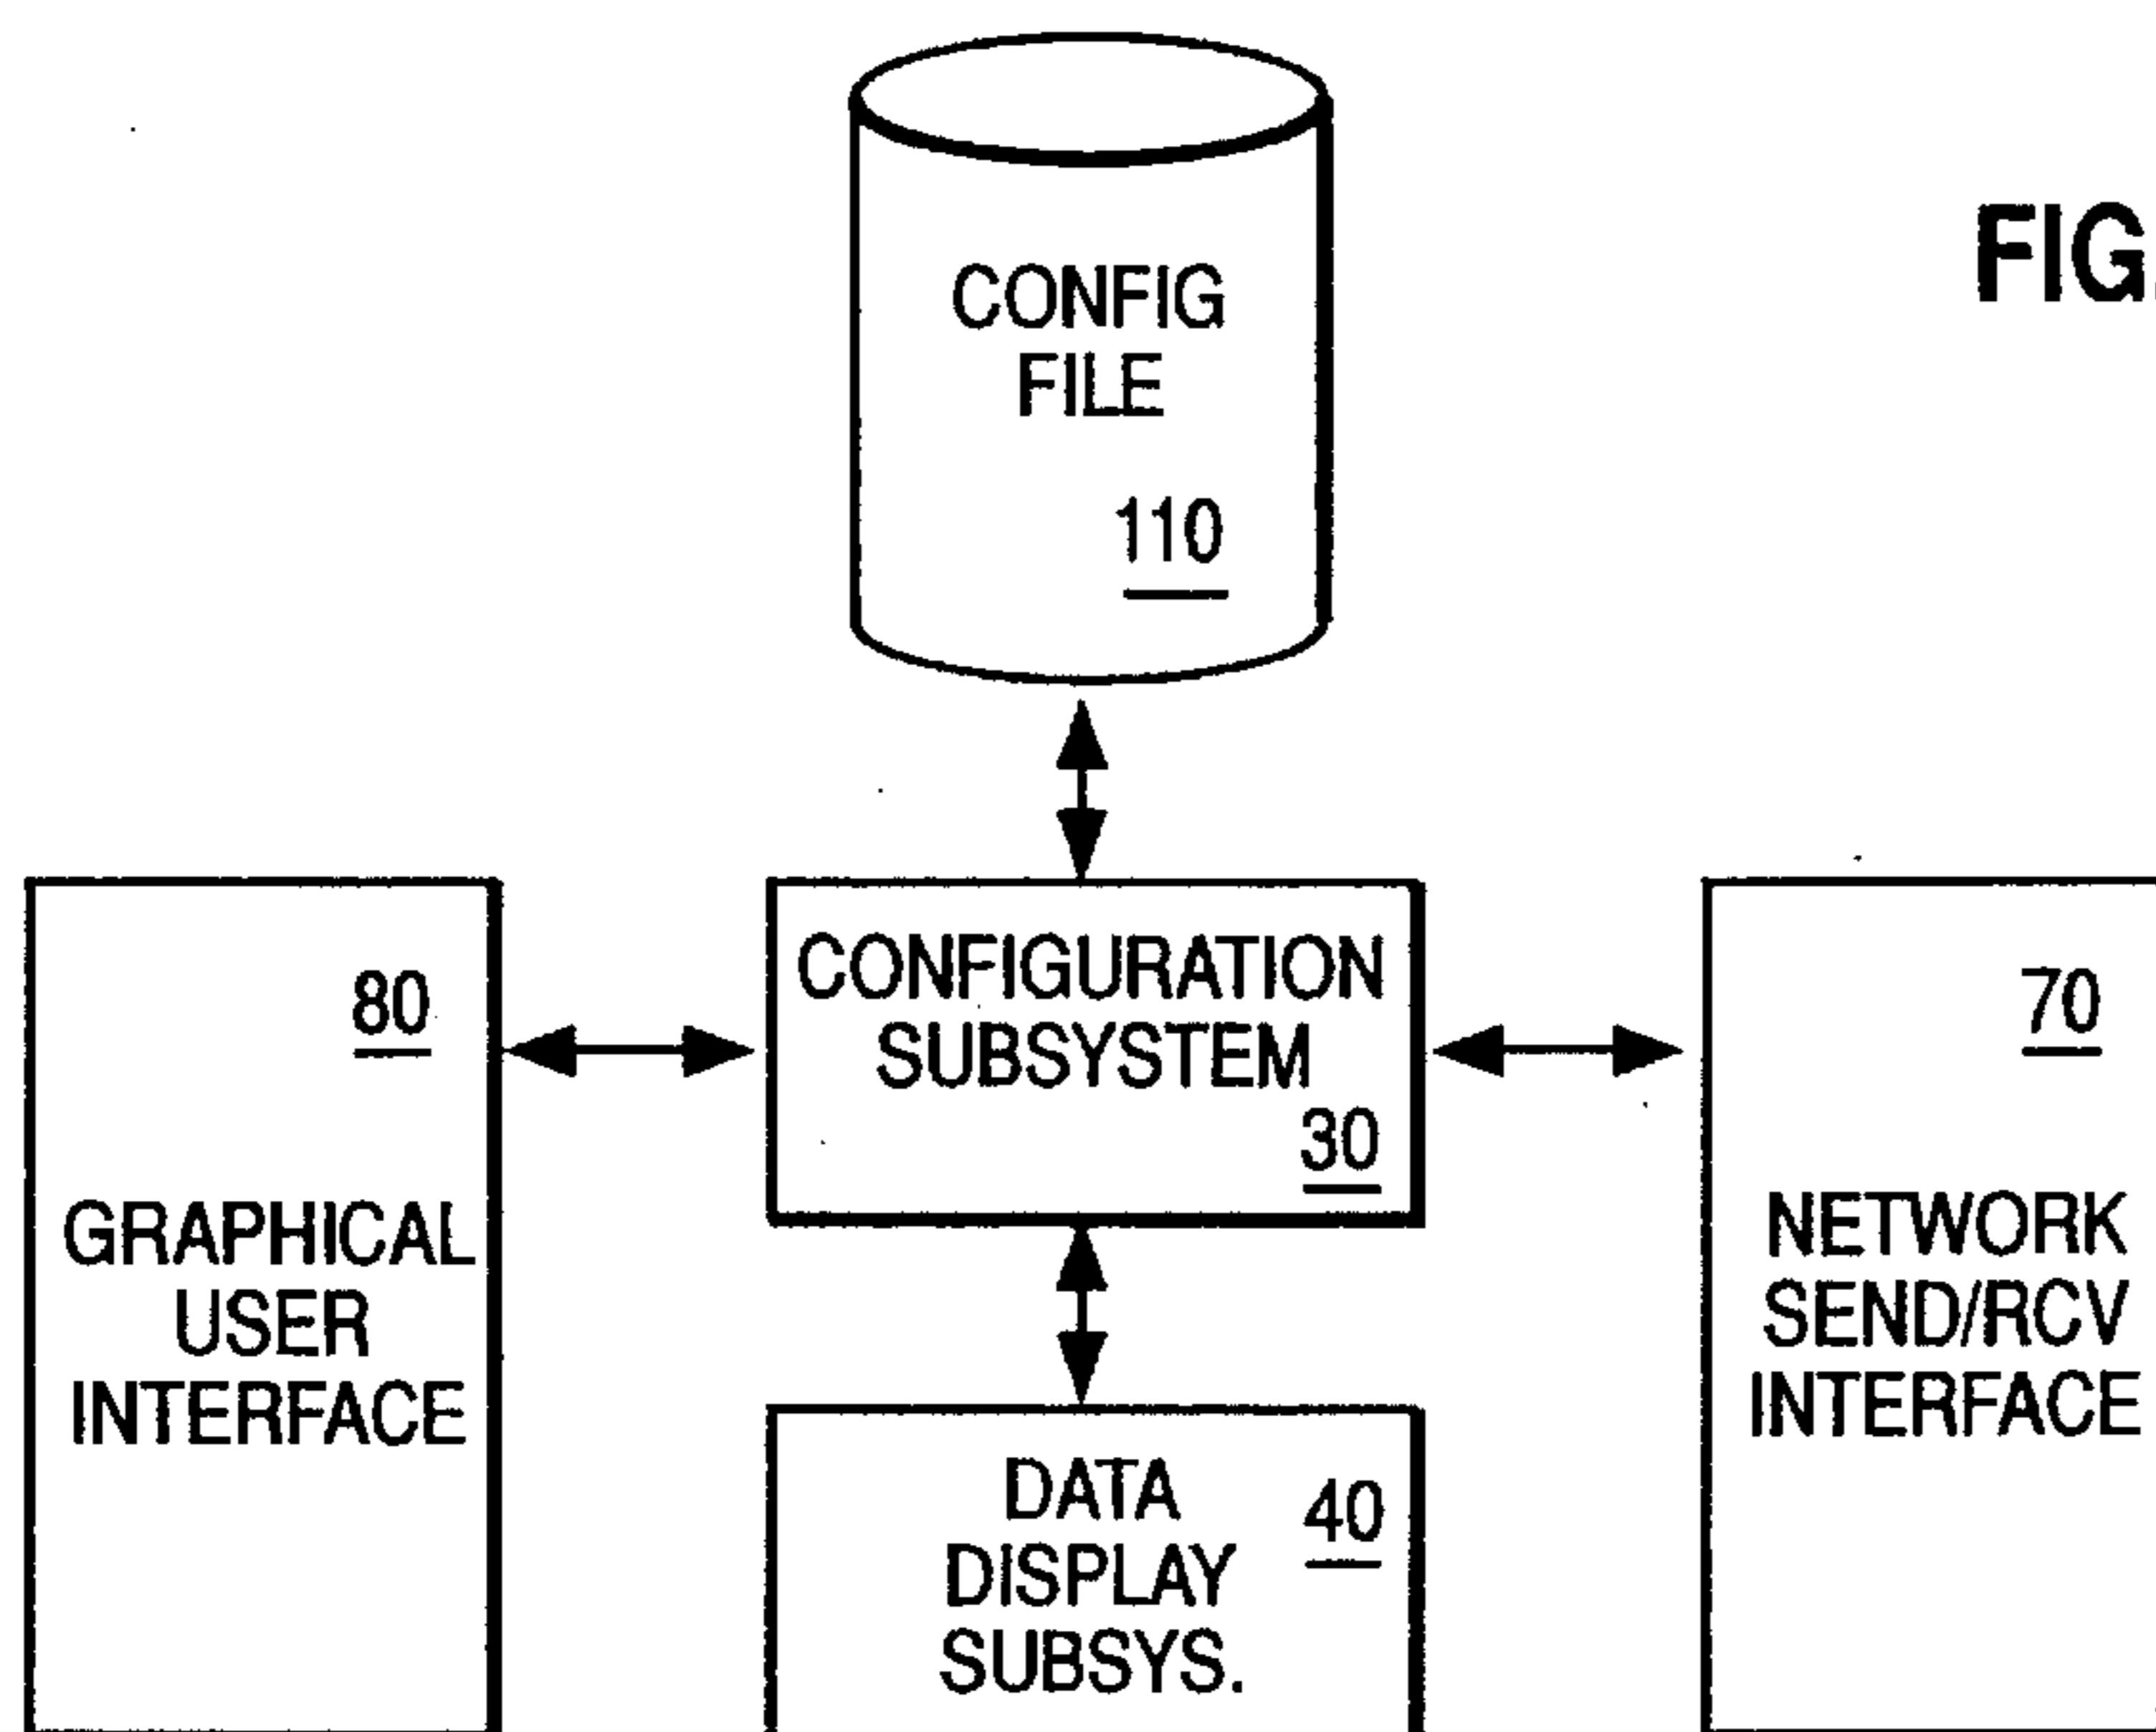 CONFIG
FILE
110
FIG.
80
GRAPHICAL
USER
INTERFACE
CONFIGURATION
SUBSYSTEM
30
70
NETWORK
SEND/RCV
INTERFACE
DATA
40
DISPLAY
SUBSYS.